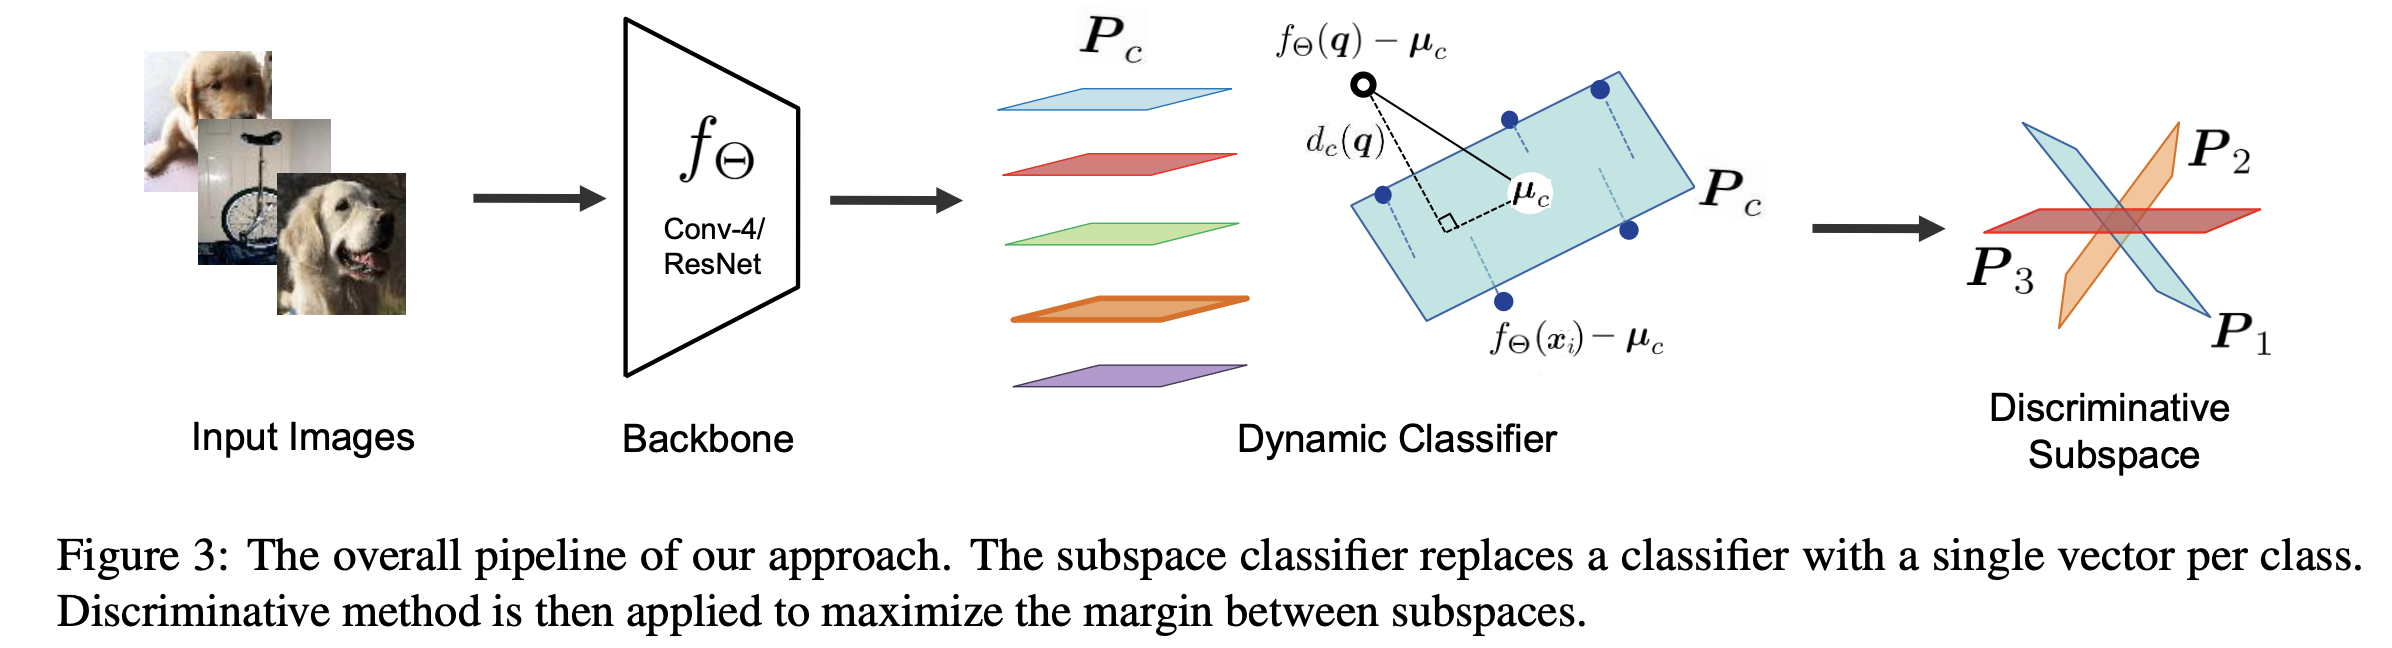 P_c
f_Θ(q) − μ_c
f_Θ
Conv-4/
ResNet
d_c(q)
μ_c
P_c
f_Θ(x_i) − μ_c
P_2
P_3
P_1
Input Images
Backbone
Dynamic Classifier
Discriminative
Subspace
Figure 3: The overall pipeline of our approach. The subspace classifier replaces a classifier with a single vector per class.
Discriminative method is then applied to maximize the margin between subspaces.